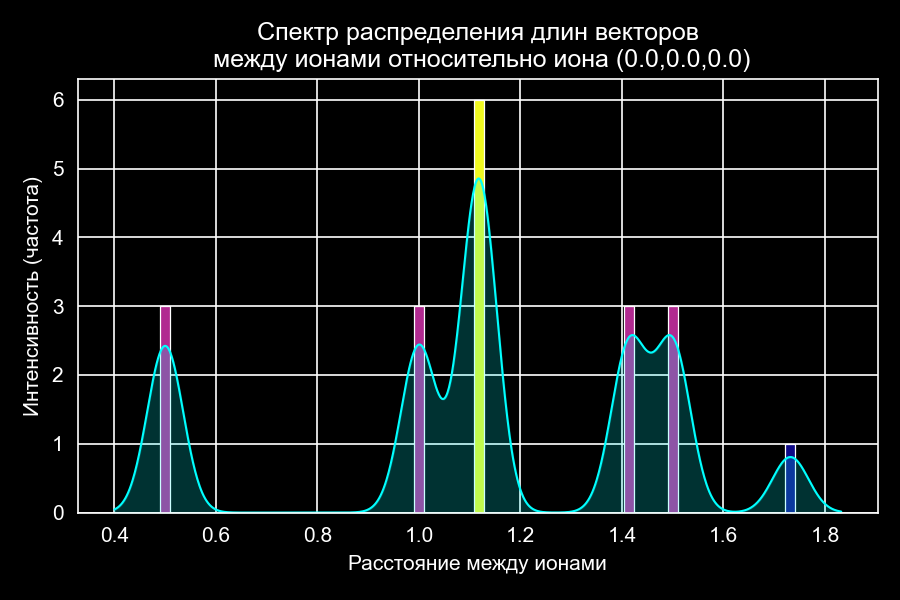 Спектр распределения длин векторов
между ионами относительно иона (0.0,0.0,0.0)
6
5
4
3
2
1
0
Интенсивность (частота)
0.4 0.6 0.8 1.0 1.2 1.4 1.6 1.8
Расстояние между ионами